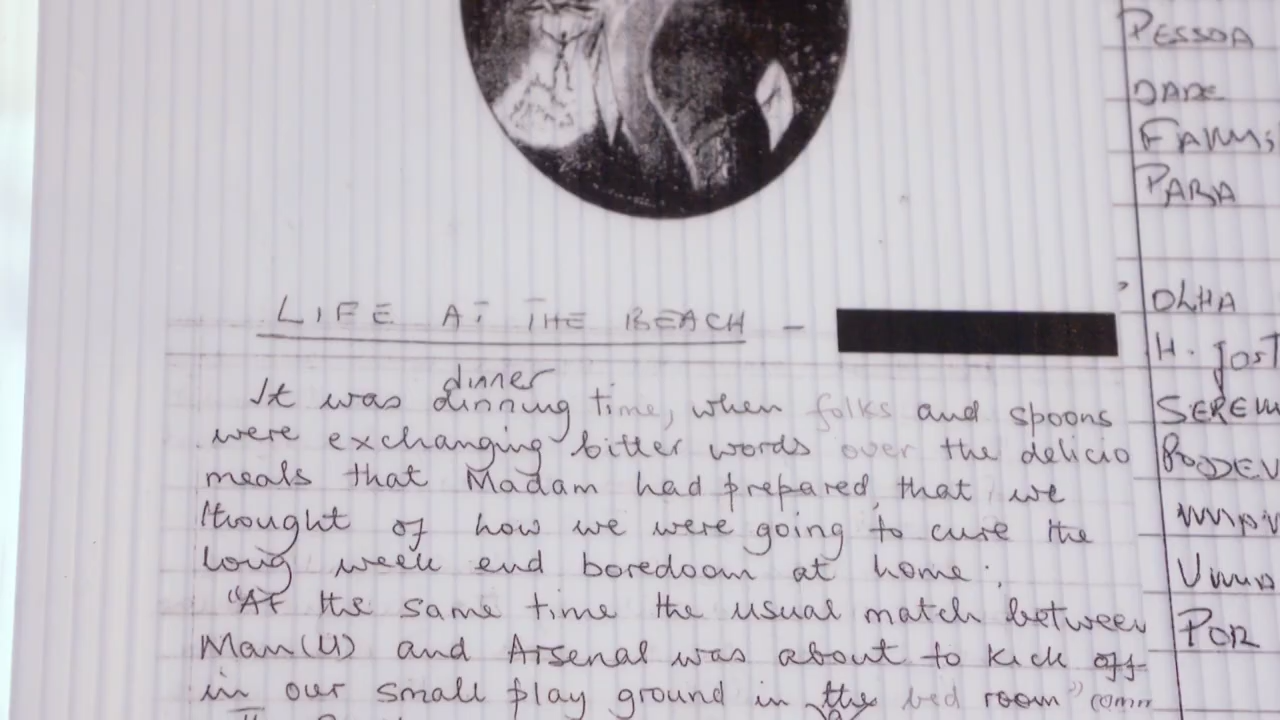 LIFE AT THE BEACH -
dinner
It was dinning time, when folks and spoons
were exchanging bitter words over the delicio
meals that Madam had prepared, that we
thought of how we were going to cure the
long week end boredoom at home.
"At the same time the usual match between
Man(U) and Arsenal was about to kick off
in our small play ground in the bed room" comm
PESSOA
PARA
OLHA
H.
POR